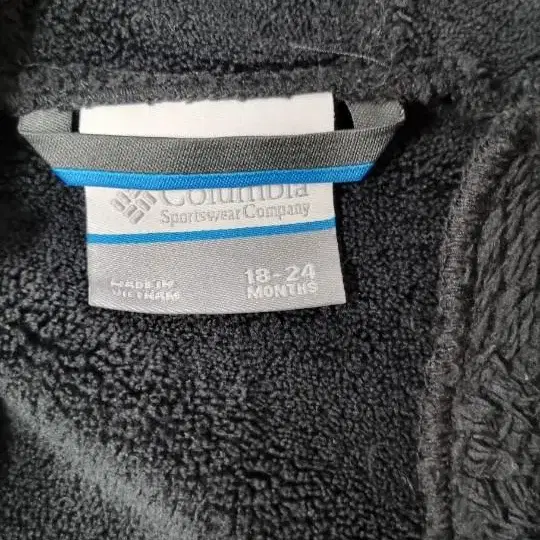 Columbia
Sportswear Company
18-24
MONTHS
MADE IN
VIETNAM